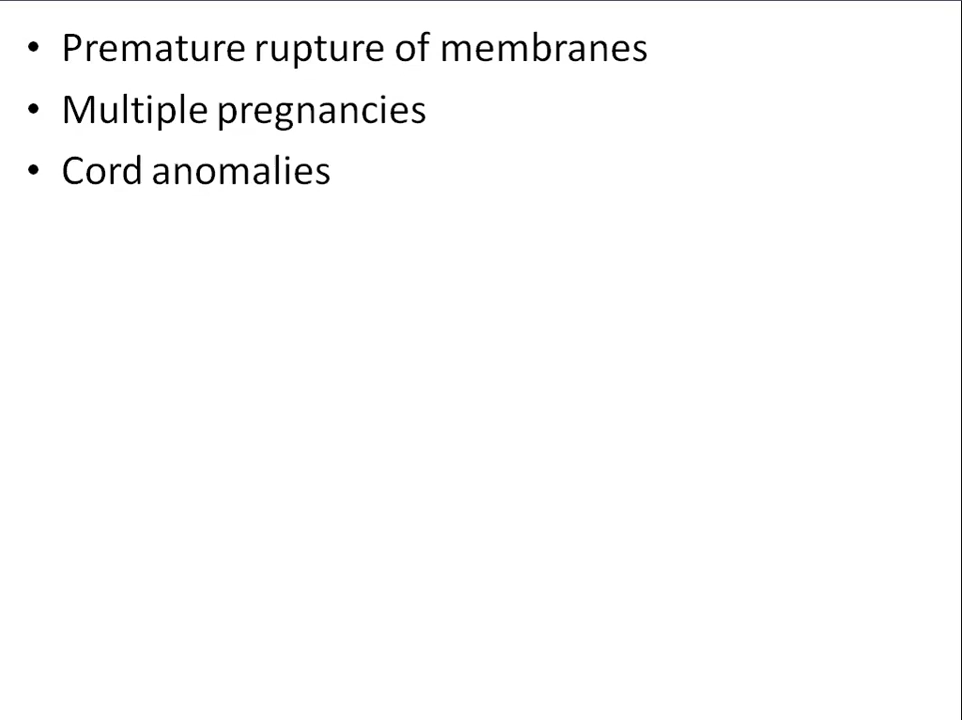 • Premature rupture of membranes
• Multiple pregnancies
• Cord anomalies